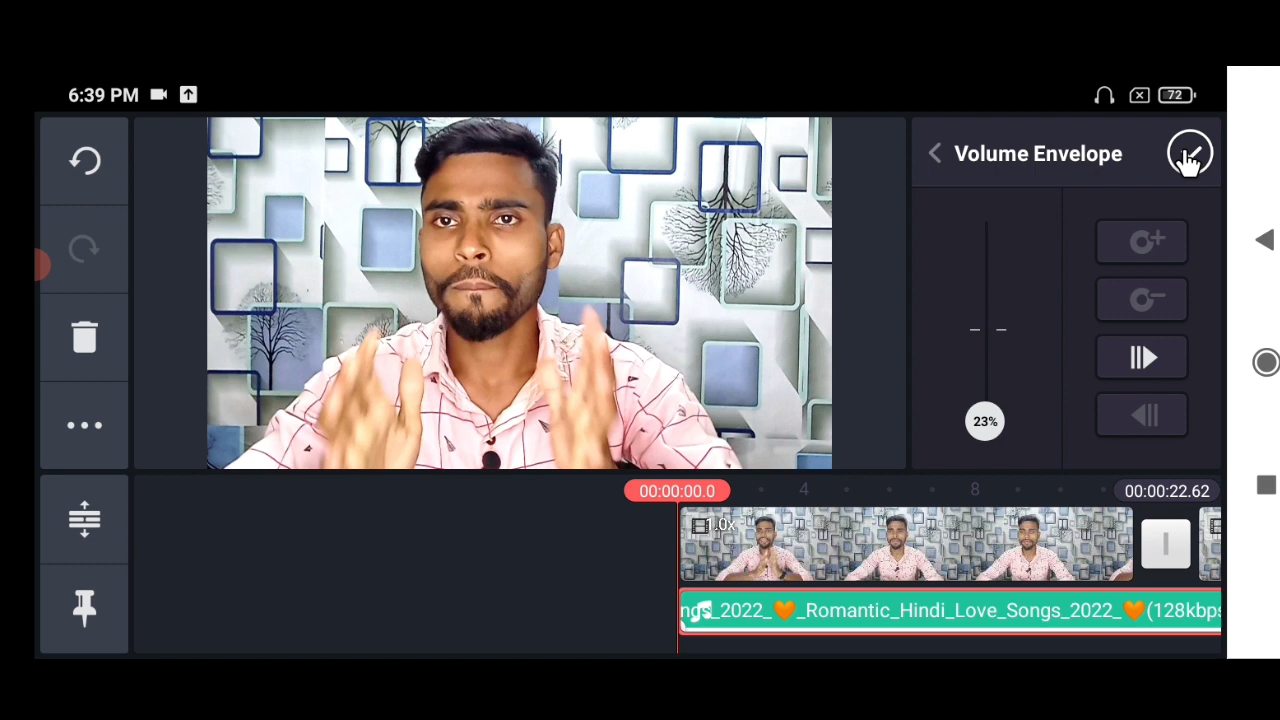 6:39 PM
72
Volume Envelope
23%
00:00:00.0
4
8
00:00:22.62
1.0x
ngs_2022_🧡_Romantic_Hindi_Love_Songs_2022_🧡(128kbps